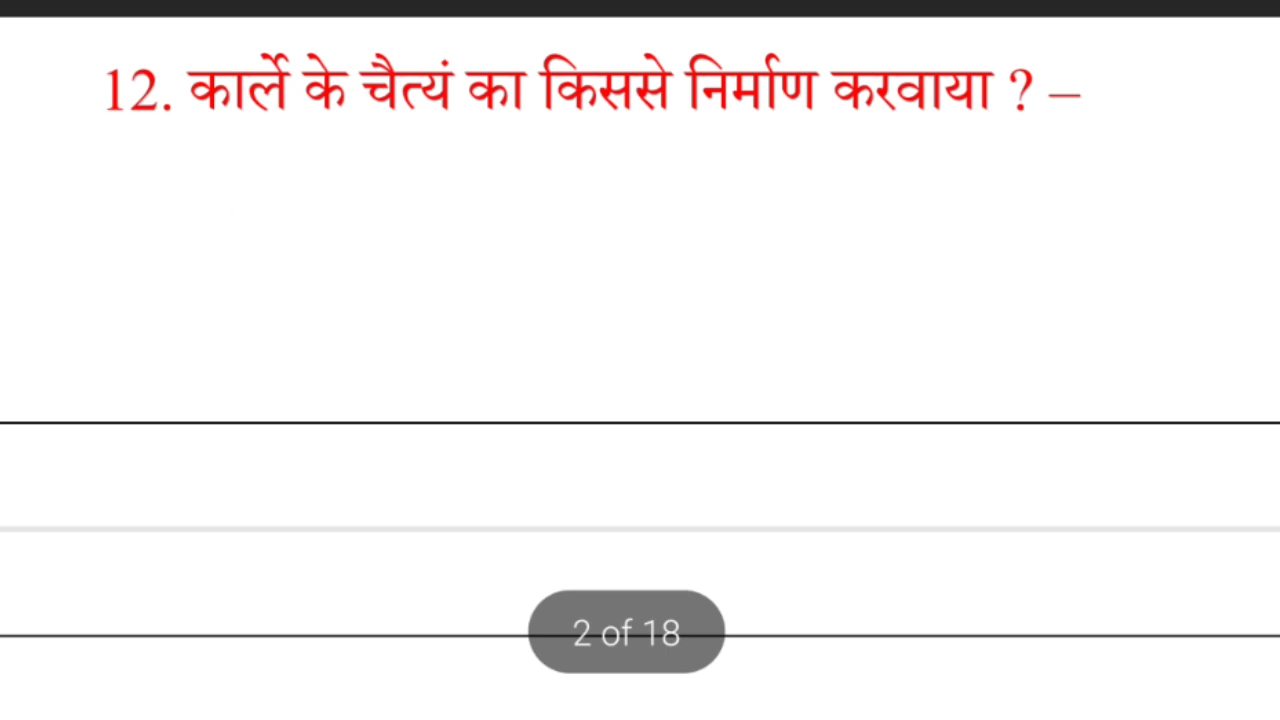 12. कार्ले के चैत्यं का किससे निर्माण करवाया ? –
2 of 18